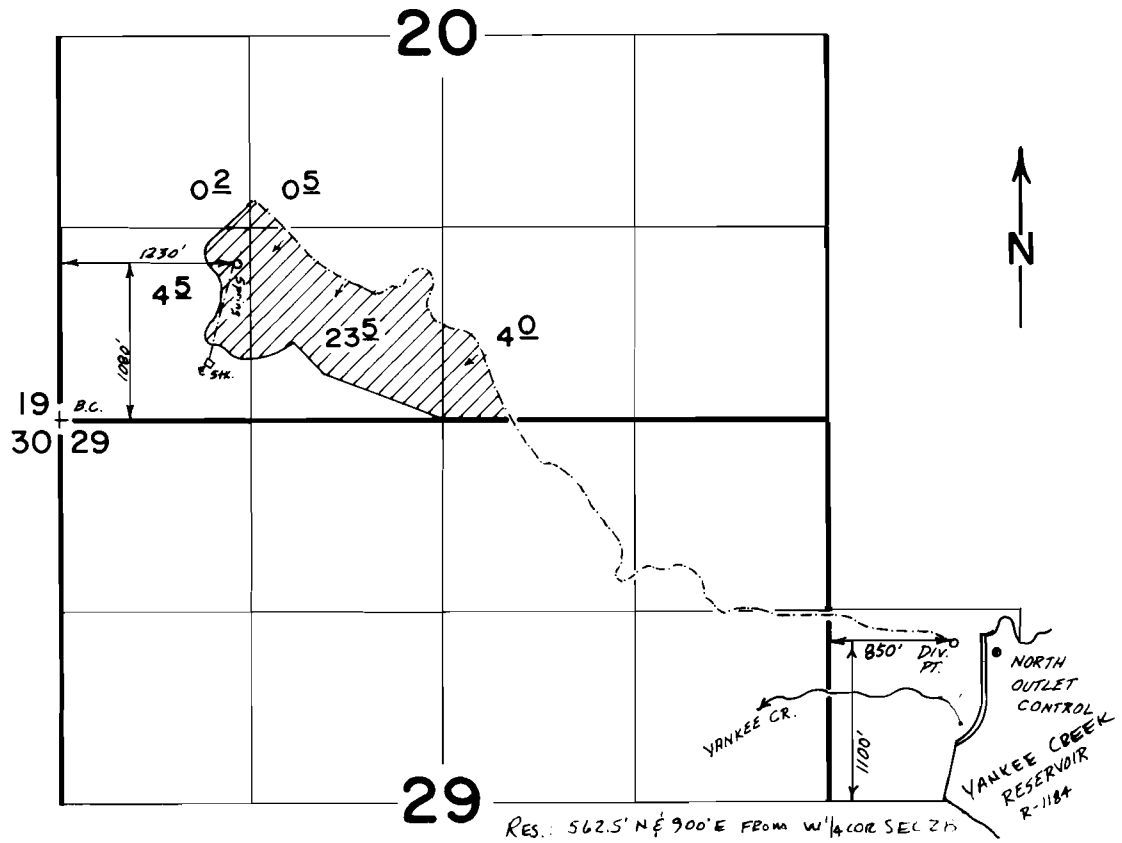 20
N
0 2
0 5
1230'
4 5
23 5
4 0
1080'
Stk.
19
B.C.
30 29
850'
DIV.
PT.
NORTH
OUTLET
CONTROL
YANKEE CR.
1100'
YANKEE CREEK
RESERVOIR
R-1184
29
RES.: 562.5' N & 900' E FROM W 1/4 COR SEC